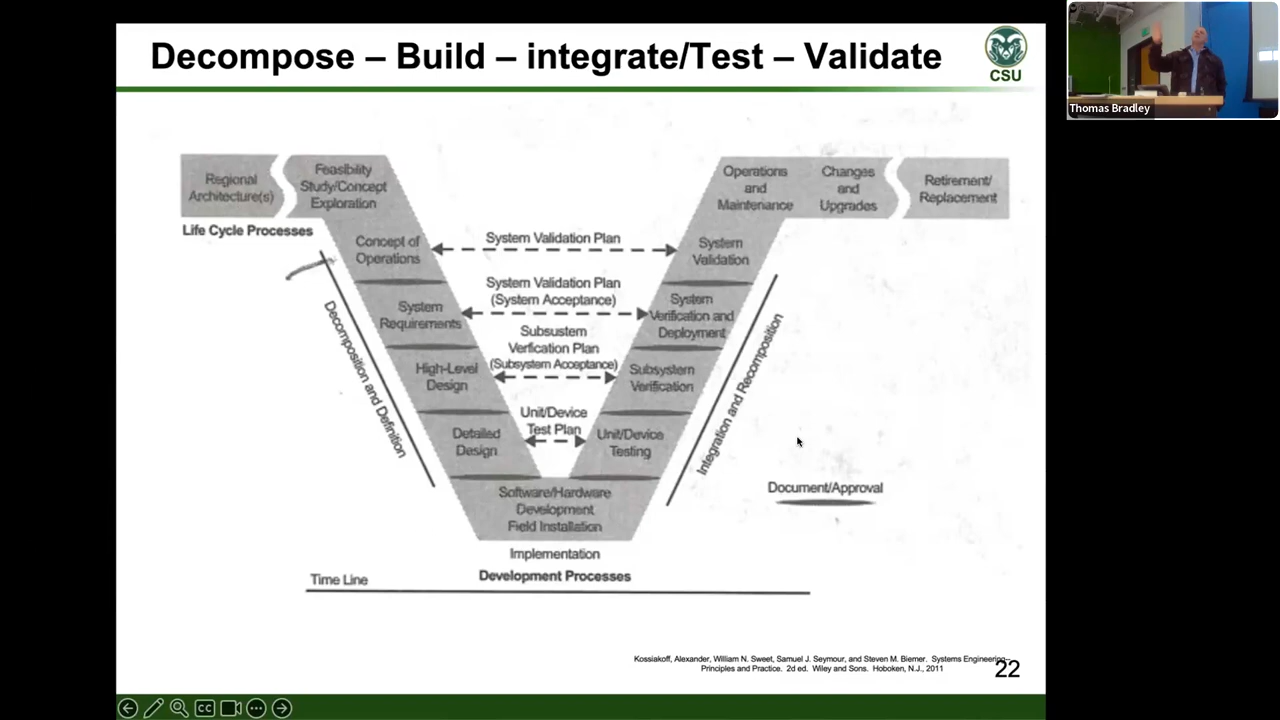 Decompose – Build – integrate/Test – Validate
CSU
Thomas Bradley
Regional
Architecture(s)
Feasibility
Study/Concept
Exploration
Operations
and
Maintenance
Changes
and
Upgrades
Retirement/
Replacement
Life Cycle Processes
Concept of
Operations
System Validation Plan
System
Validation
System
Requirements
System Validation Plan
(System Acceptance)
System
Verification and
Deployment
High-Level
Design
Subsustem
Verfication Plan
(Subsystem Acceptance)
Subsystem
Verification
Detailed
Design
Unit/Device
Test Plan
Unit/Device
Testing
Decomposition and Definition
Integration and Recomposition
Software/Hardware
Development
Field Installation
Document/Approval
Implementation
Development Processes
Time Line
Kossiakoff, Alexander, William N. Sweet, Samuel J. Seymour, and Steven M. Biemer. Systems Engineering--
Principles and Practice. 2d ed. Wiley and Sons. Hoboken, N.J., 2011
22
CC